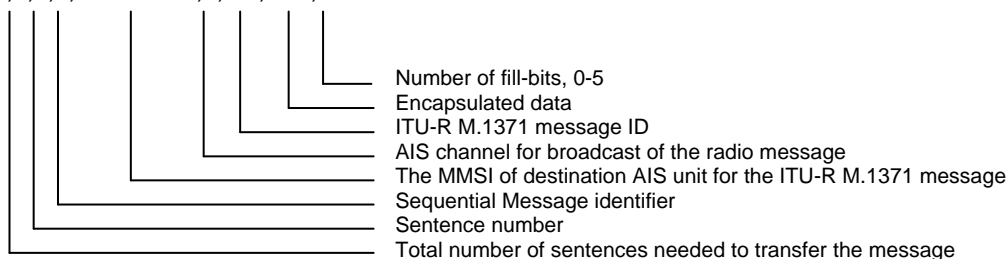 Number of fill-bits, 0-5
Encapsulated data
ITU-R M.1371 message ID
AIS channel for broadcast of the radio message
The MMSI of destination AIS unit for the ITU-R M.1371 message
Sequential Message identifier
Sentence number
Total number of sentences needed to transfer the message